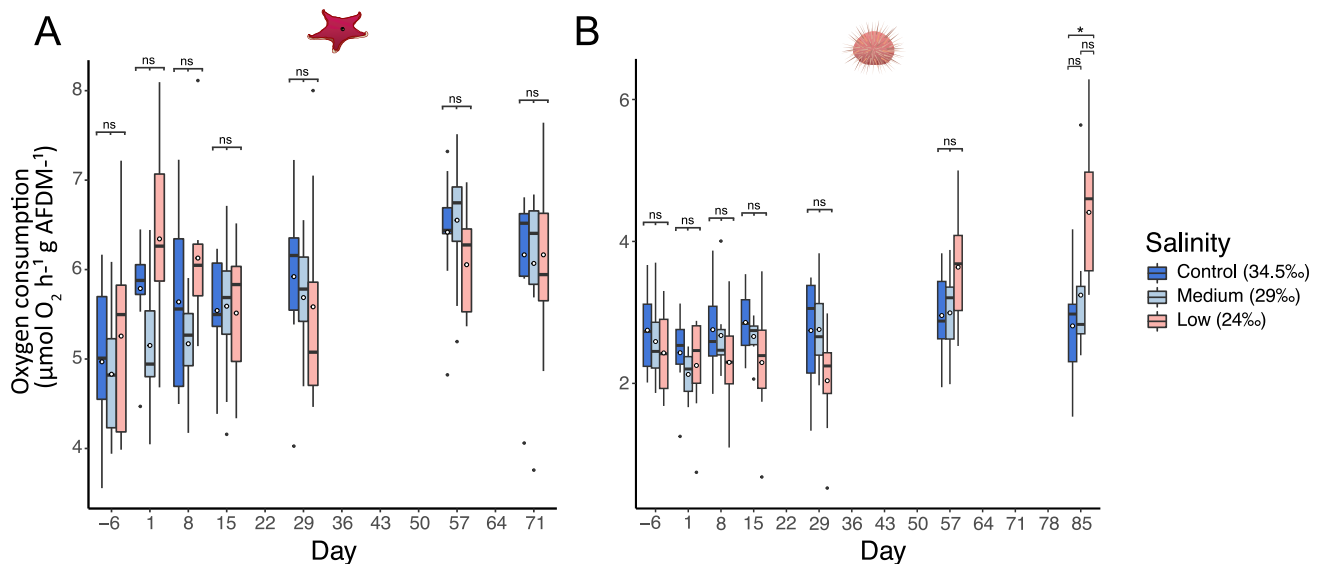 A
B
ns
ns
ns
ns
ns
ns
ns
ns
ns
ns
ns
ns
ns
*
ns
ns
8
7
6
5
4
6
4
2
Oxygen consumption
(μmol O₂ h-¹ g AFDM-¹)
−6 1 8 15 22 29 36 43 50 57 64 71
Day
−6 1 8 15 22 29 36 43 50 57 64 71 78 85
Day
Salinity
Control (34.5‰)
Medium (29‰)
Low (24‰)